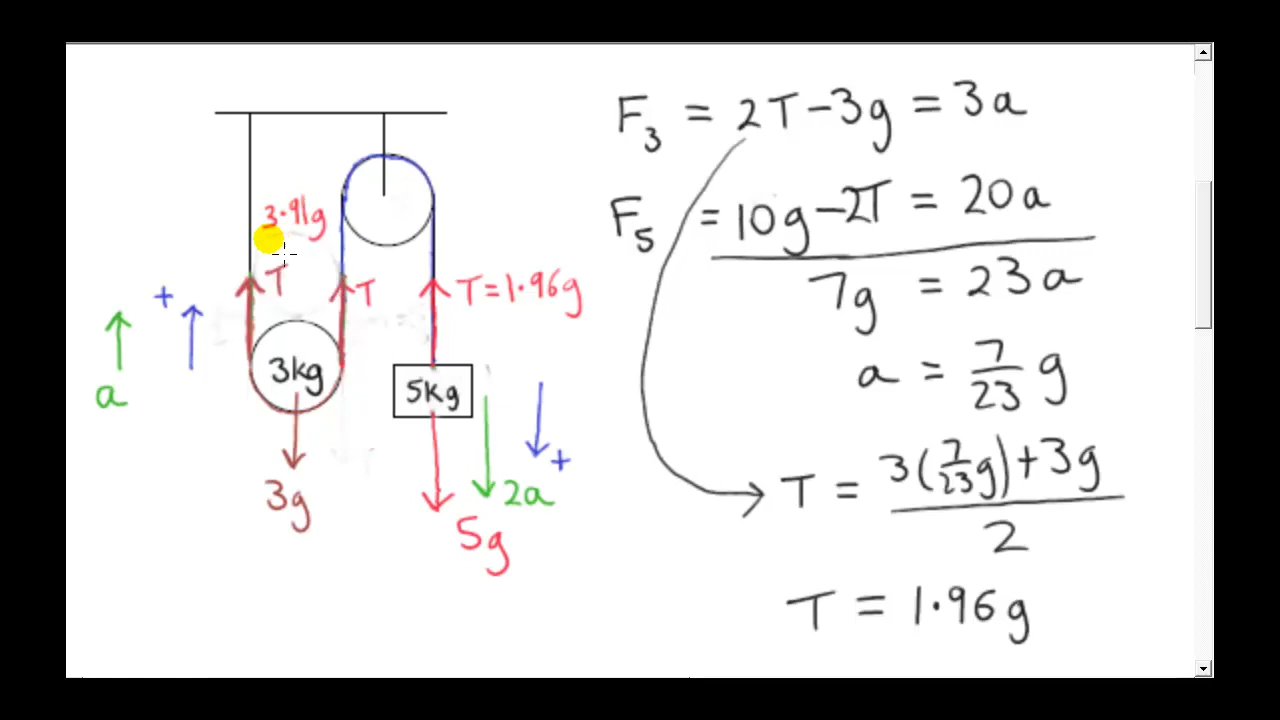 3.91g
T
T
T=1.96g
+
a
3kg
5kg
3g
2a
+
5g
F₃ = 2T-3g = 3a
F₅ = 10g-2T = 20a
7g = 23a
a = 7/23 g
T = 3(7/23 g)+3g / 2
T = 1.96g